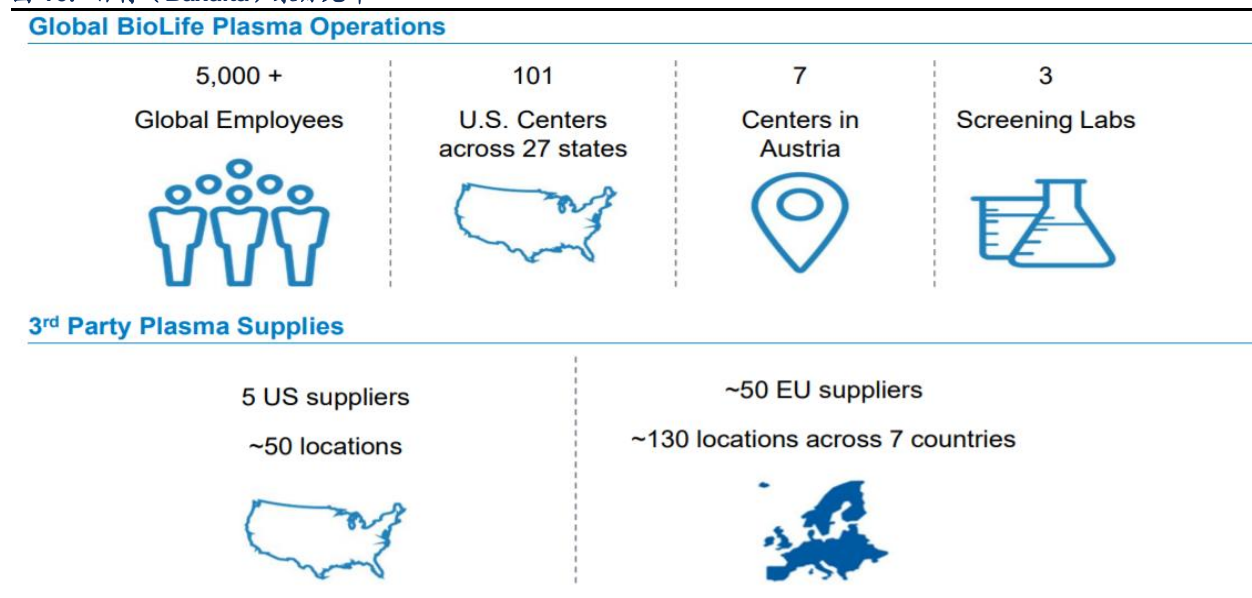 Global BioLife Plasma Operations
5,000 +
Global Employees
101
U.S. Centers
across 27 states
7
Centers in
Austria
3
Screening Labs
3rd Party Plasma Supplies
5 US suppliers
~50 locations
~50 EU suppliers
~130 locations across 7 countries